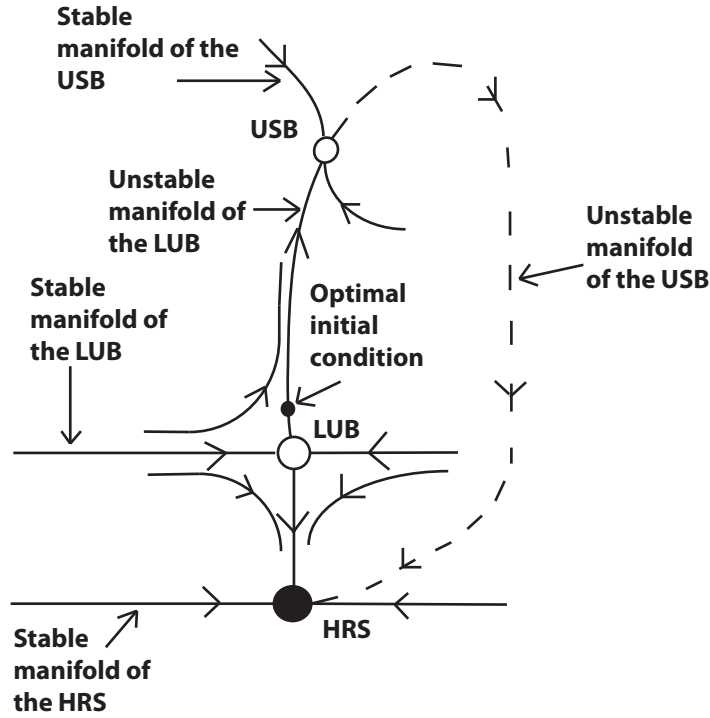 Stable
manifold of the
USB
USB
Unstable
manifold of
the LUB
Unstable
manifold
of the USB
Stable
manifold of
the LUB
Optimal
initial
condition
LUB
HRS
Stable
manifold of
the HRS